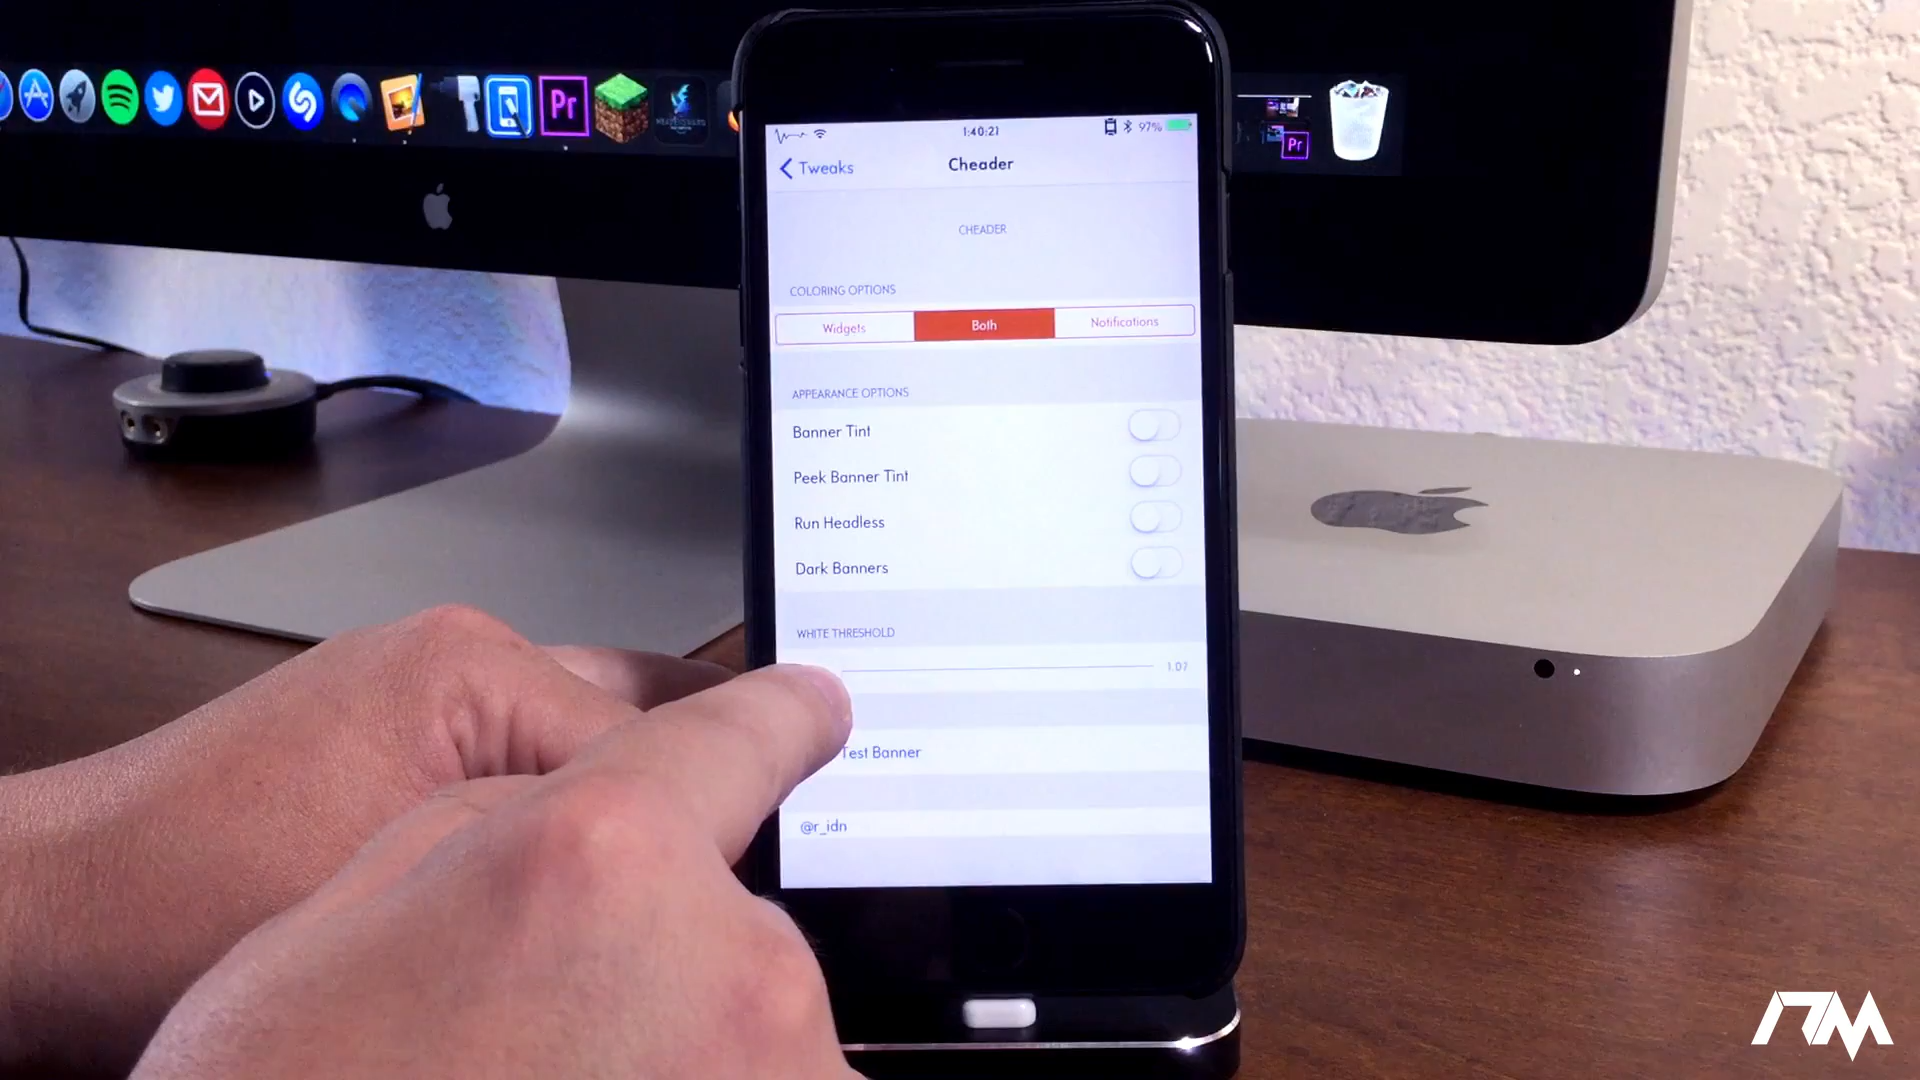 1:40:21
97%
Tweaks
Cheader
CHEADER
COLORING OPTIONS
Widgets
Both
Notifications
APPEARANCE OPTIONS
Banner Tint
Peek Banner Tint
Run Headless
Dark Banners
WHITE THRESHOLD
1.07
Test Banner
@r_idn
Pr
Pr